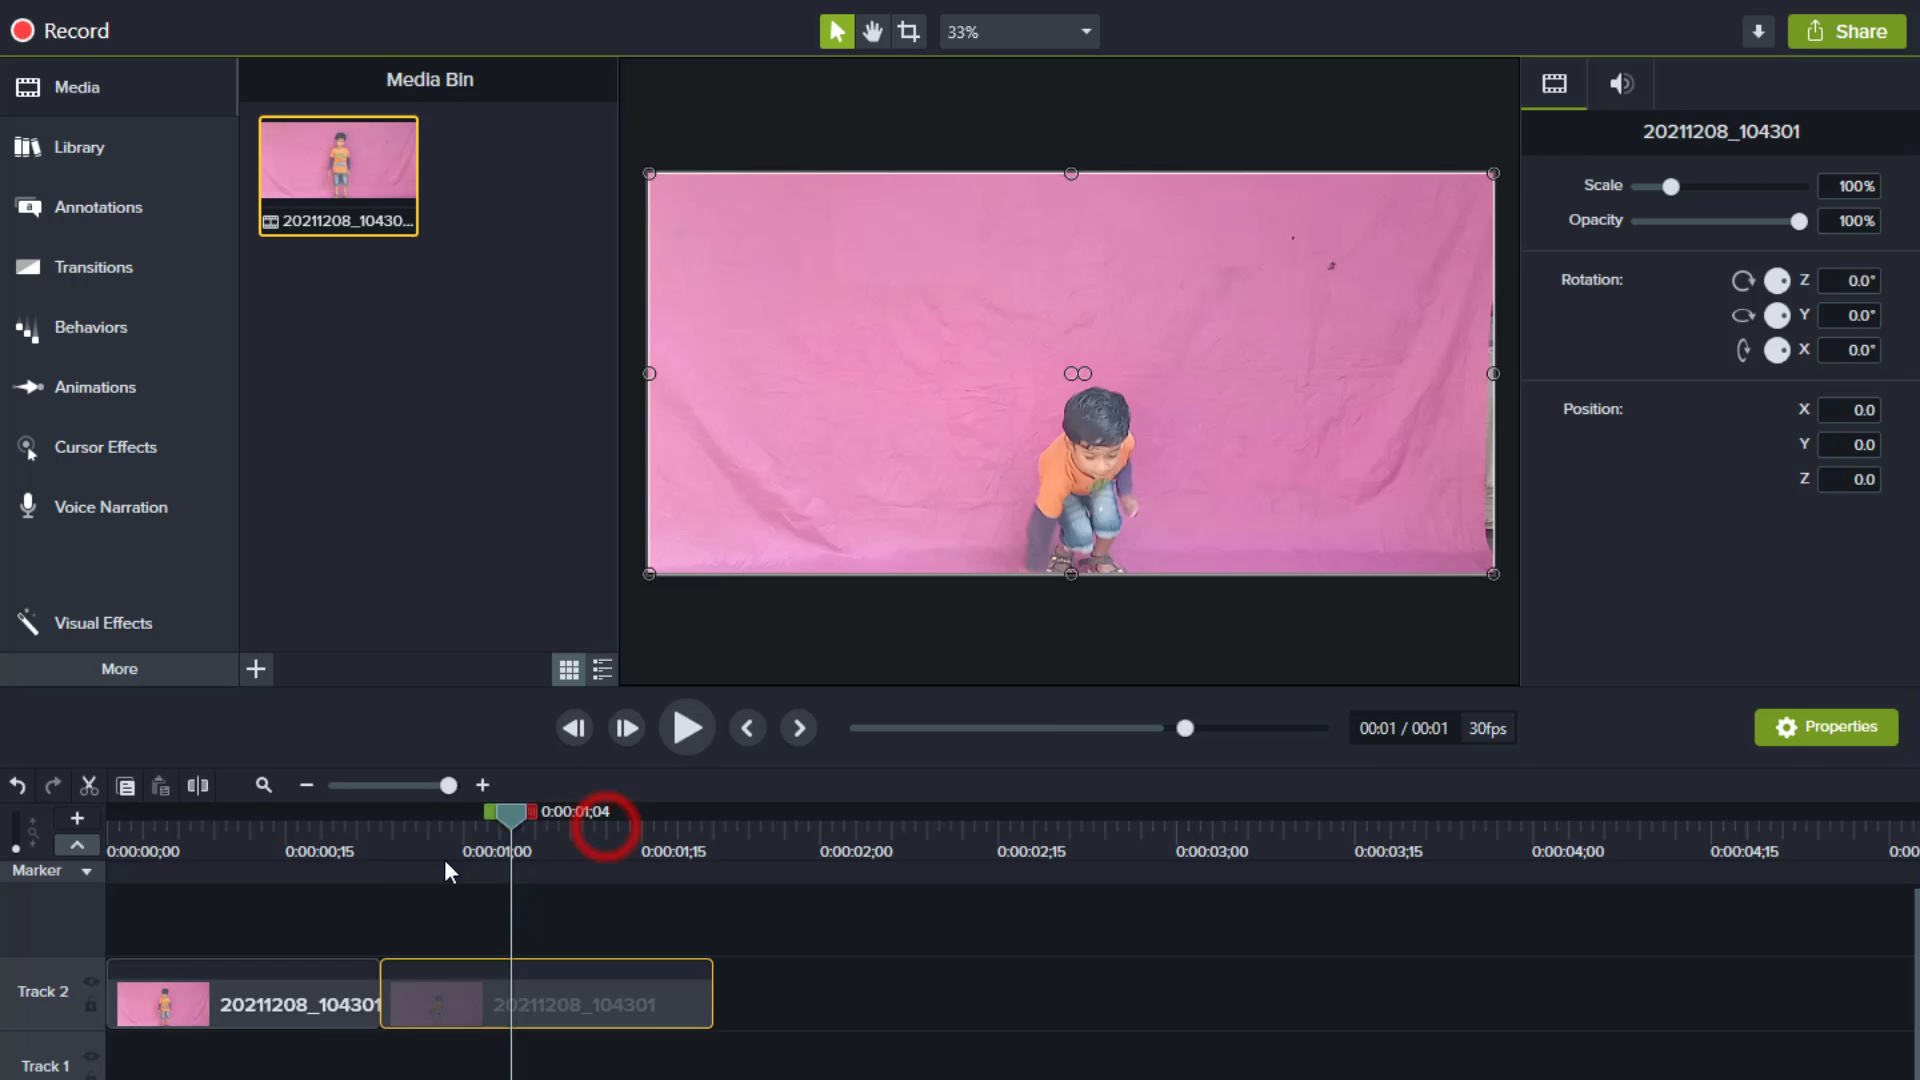 Record
33%
Share
Media
Media Bin
20211208_104301
Library
Scale 100%
Annotations
20211208_10430...
Opacity 100%
Transitions
Rotation: Z 0.0°
Behaviors
Y 0.0°
X 0.0°
Animations
Position: X 0.0
Cursor Effects
Y 0.0
Z 0.0
Voice Narration
Visual Effects
More
00:01 / 00:01 30fps
Properties
0:00:01;04
0:00:00;00 0:00:00;15 0:00:01;00 0:00:01;15 0:00:02;00 0:00:02;15 0:00:03;00 0:00:03;15 0:00:04;00 0:00:04;15 0:00
Marker
Track 2
20211208_104301 20211208_104301
Track 1